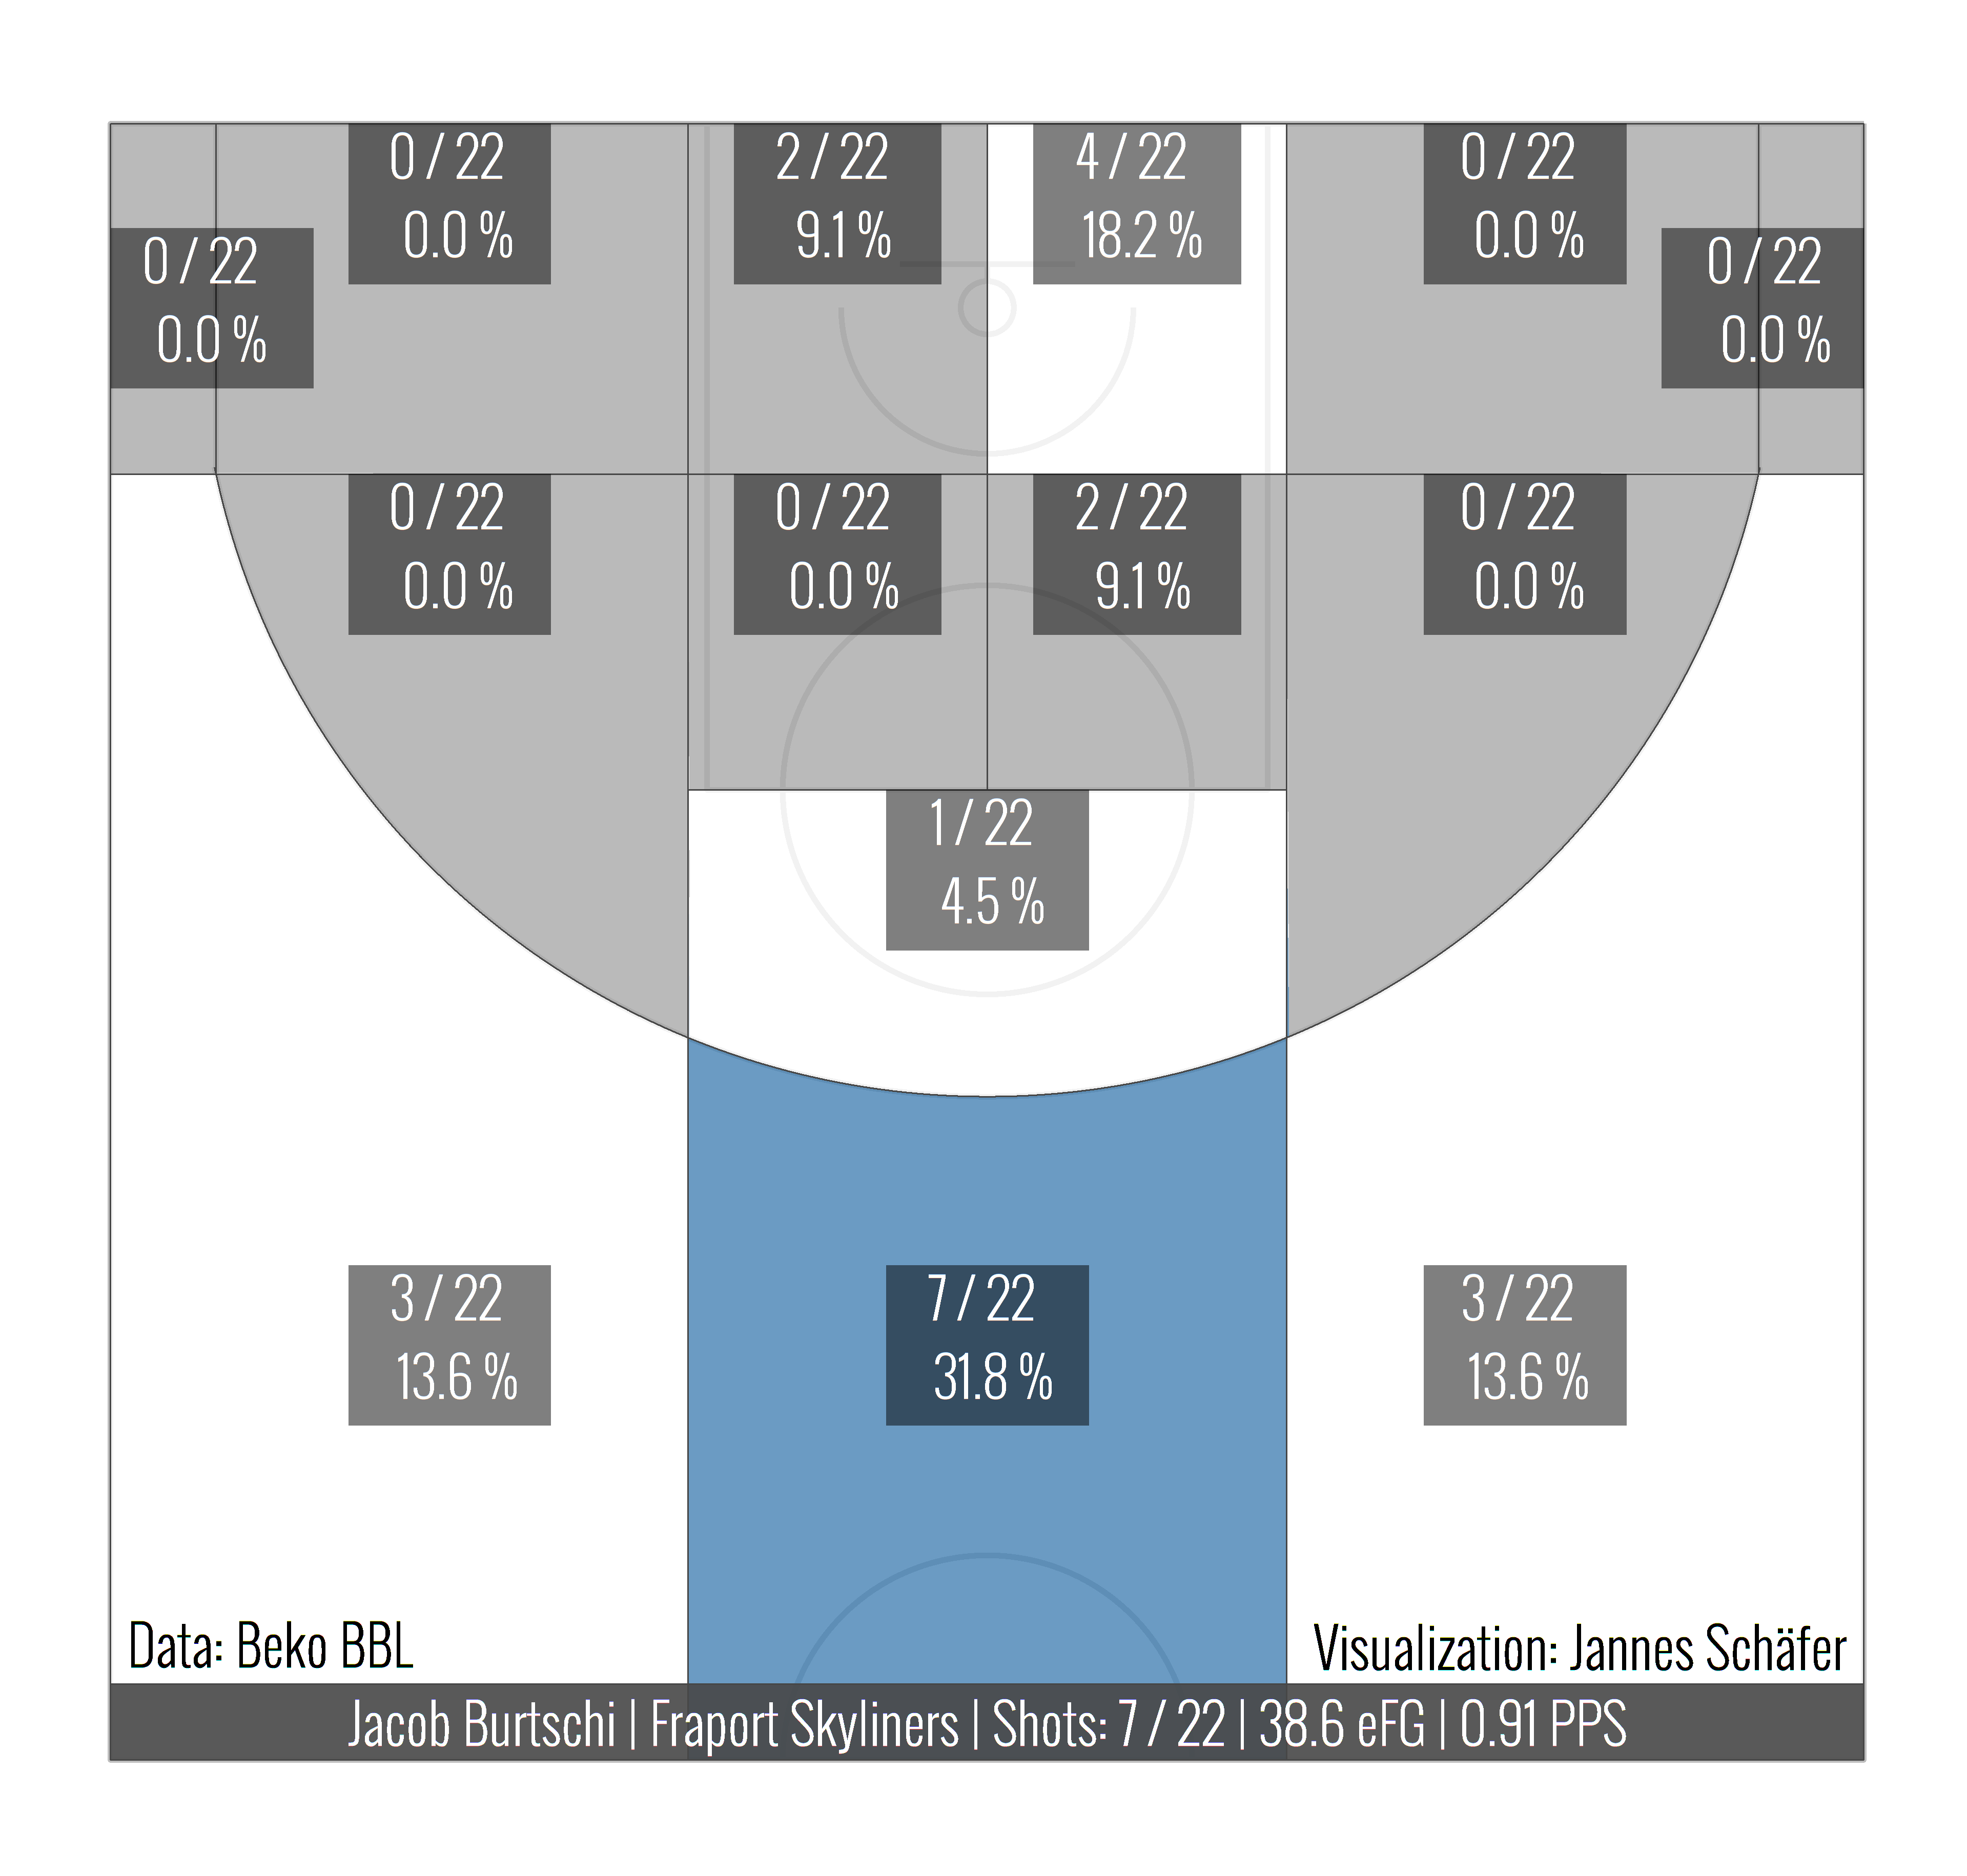 0 / 22
0.0 %
2 / 22
9.1 %
4 / 22
18.2 %
0 / 22
0.0 %
0 / 22
0.0 %
0 / 22
0.0 %
0 / 22
0.0 %
0 / 22
0.0 %
2 / 22
9.1 %
0 / 22
0.0 %
1 / 22
4.5 %
3 / 22
13.6 %
7 / 22
31.8 %
3 / 22
13.6 %
Data: Beko BBL
Visualization: Jannes Schäfer
Jacob Burtschi | Fraport Skyliners | Shots: 7 / 22 | 38.6 eFG | 0.91 PPS